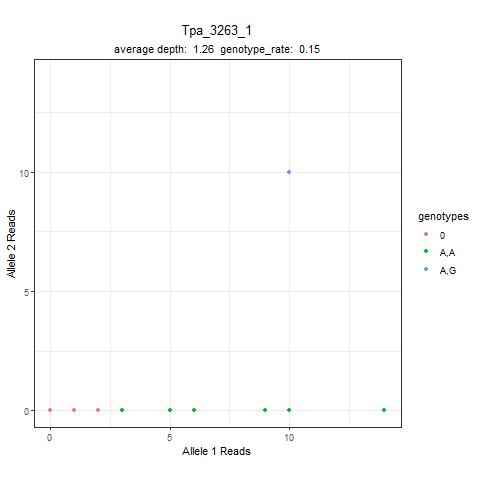 Tpa_3263_1
average depth: 1.26 genotype_rate: 0.15
10
5
0
Allele 2 Reads
0 5 10
Allele 1 Reads
genotypes
0
A,A
A,G